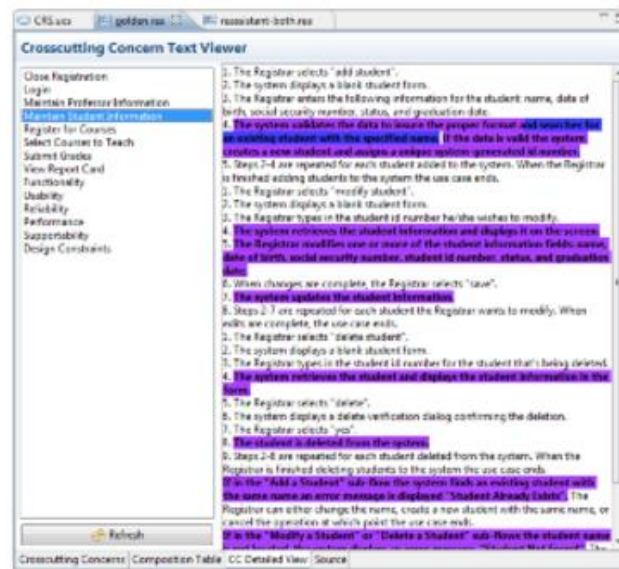 CRS.ucs
golden.rea
reassistant-both.rea
Crosscutting Concern Text Viewer
Close Registration
Login
Maintain Professor Information
Maintain Student Information
Register for Courses
Select Courses to Teach
Submit Grades
View Report Card
Functionality
Usability
Reliability
Performance
Supportability
Design Constraints
Refresh
1. The Registrar selects "add student".
2. The system displays a blank student form.
3. The Registrar enters the following information for the student: name, date of
birth, social security number, status, and graduation date.
4. The system validates the data to insure the proper format and searches for
an existing student with the specified name. If the data is valid the system
creates a new student and assigns a unique system-generated id number.
5. Steps 2-4 are repeated for each student added to the system. When the Registrar
is finished adding students to the system the use case ends.
1. The Registrar selects "modify student".
2. The system displays a blank student form.
3. The Registrar types in the student id number he/she wishes to modify.
4. The system retrieves the student information and displays it on the screen.
5. The Registrar modifies one or more of the student information fields: name,
date of birth, social security number, student id number, status, and graduation
date.
6. When changes are complete, the Registrar selects "save".
7. The system updates the student information.
8. Steps 2-7 are repeated for each student the Registrar wants to modify. When
edits are complete, the use case ends.
1. The Registrar selects "delete student".
2. The system displays a blank student form.
3. The Registrar types in the student id number for the student that's being deleted.
4. The system retrieves the student and displays the student information in the
form.
5. The Registrar selects "delete".
6. The system displays a delete verification dialog confirming the deletion.
7. The Registrar selects "yes".
8. The student is deleted from the system.
9. Steps 2-8 are repeated for each student deleted from the system. When the
Registrar is finished deleting students to the system the use case ends.
If in the "Add a Student" sub-flow the system finds an existing student with
the same name an error message is displayed "Student Already Exists". The
Registrar can either change the name, create a new student with the same name, or
cancel the operation at which point the use case ends.
If in the "Modify a Student" or "Delete a Student" sub-flows the student name
is not located, the system displays an error message, "Student Not Found". The
Crosscutting Concerns Composition Table CC Detailed View Source